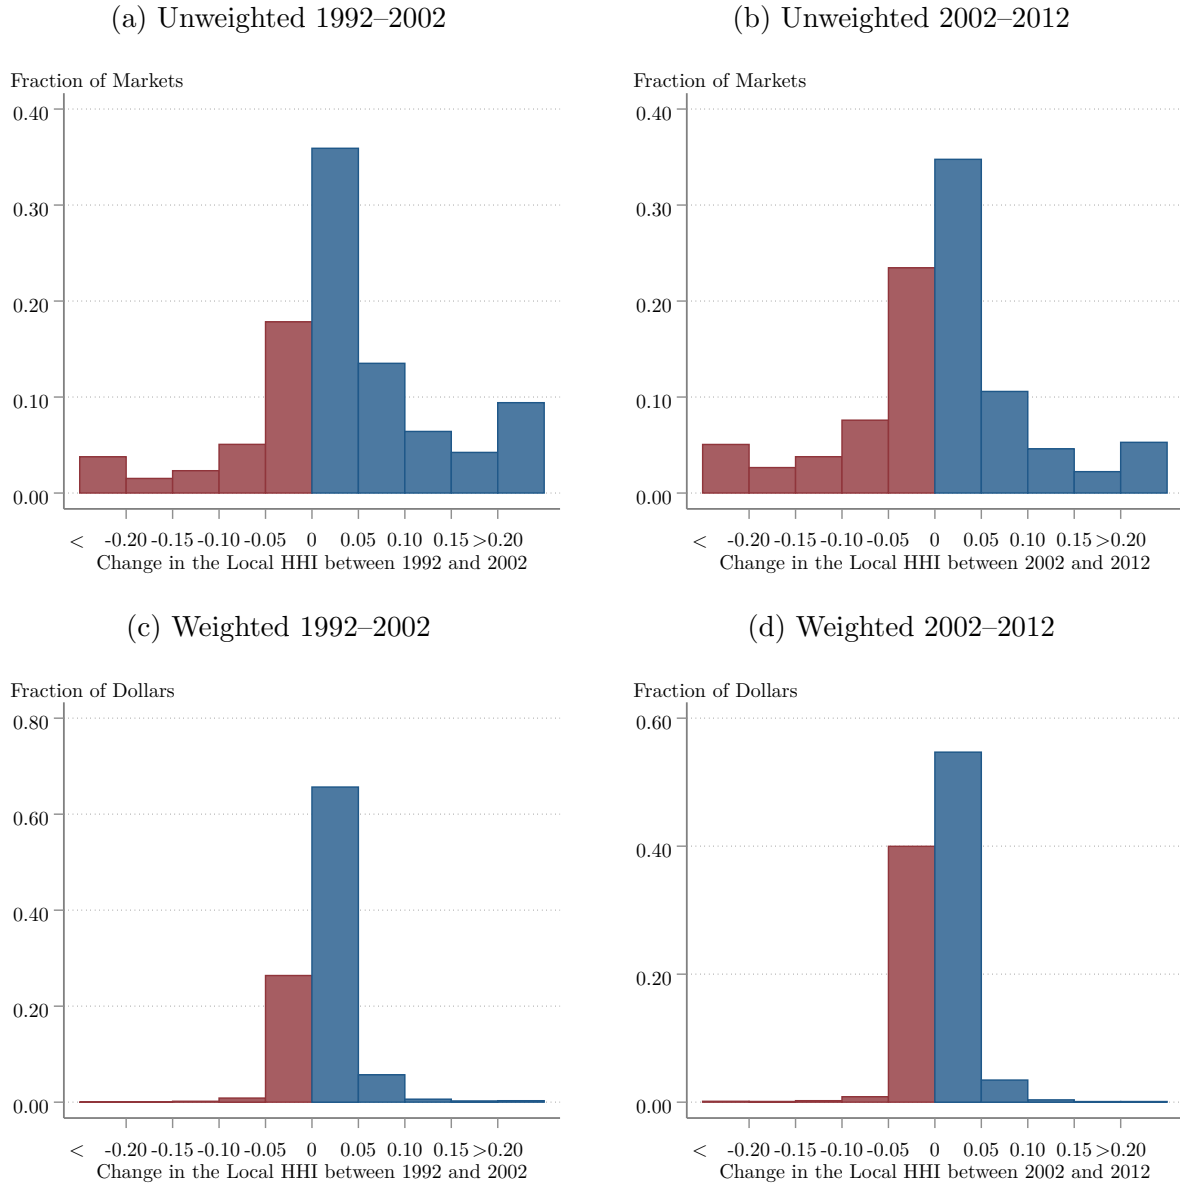 (a) Unweighted 1992–2002
Fraction of Markets
0.40
0.30
0.20
0.10
0.00
< -0.20 -0.15 -0.10 -0.05 0 0.05 0.10 0.15 >0.20
Change in the Local HHI between 1992 and 2002
(b) Unweighted 2002–2012
Fraction of Markets
0.40
0.30
0.20
0.10
0.00
< -0.20 -0.15 -0.10 -0.05 0 0.05 0.10 0.15 >0.20
Change in the Local HHI between 2002 and 2012
(c) Weighted 1992–2002
Fraction of Dollars
0.80
0.60
0.40
0.20
0.00
< -0.20 -0.15 -0.10 -0.05 0 0.05 0.10 0.15 >0.20
Change in the Local HHI between 1992 and 2002
(d) Weighted 2002–2012
Fraction of Dollars
0.60
0.40
0.20
0.00
< -0.20 -0.15 -0.10 -0.05 0 0.05 0.10 0.15 >0.20
Change in the Local HHI between 2002 and 2012